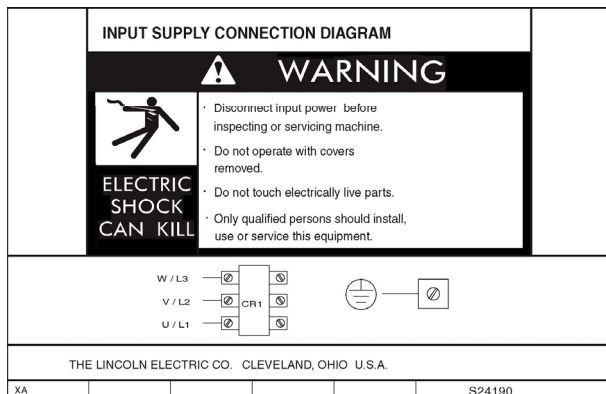 INPUT SUPPLY CONNECTION DIAGRAM
WARNING
· Disconnect input power before
inspecting or servicing machine.
· Do not operate with covers
removed.
· Do not touch electrically live parts.
· Only qualified persons should install,
use or service this equipment.
ELECTRIC
SHOCK
CAN KILL
W / L3
V / L2
U / L1
CR1
THE LINCOLN ELECTRIC CO. CLEVELAND, OHIO U.S.A.
XA
S24190